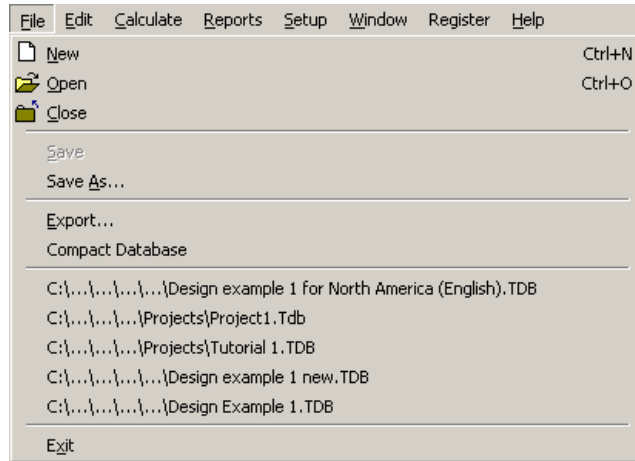 File Edit Calculate Reports Setup Window Register Help
New Ctrl+N
Open Ctrl+O
Close
Save
Save As...
Export...
Compact Database
C:\...\...\...\...\Design example 1 for North America (English).TDB
C:\...\...\...\Projects\Project1.Tdb
C:\...\...\...\Projects\Tutorial 1.TDB
C:\...\...\...\...\Design example 1 new.TDB
C:\...\...\...\...\Design Example 1.TDB
Exit